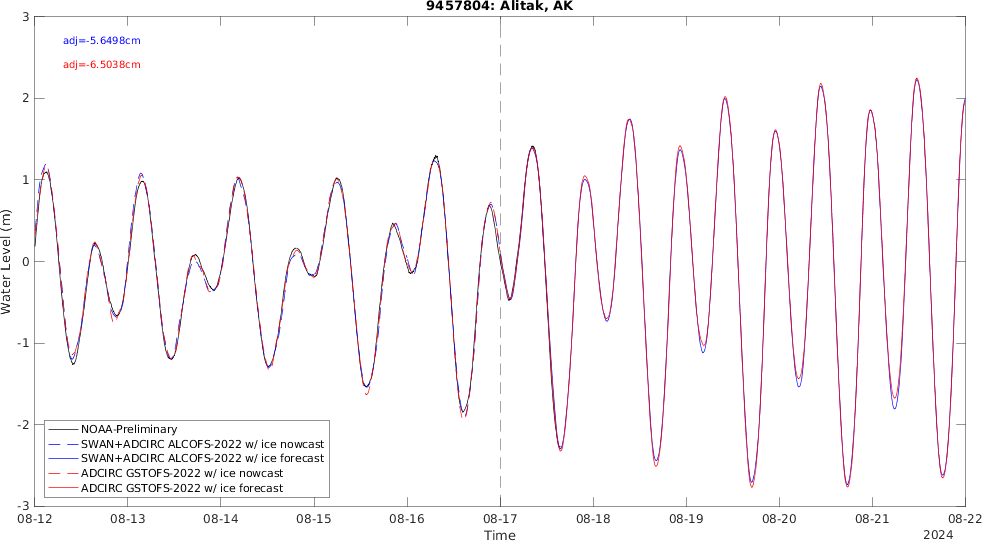 9457804: Alitak, AK
adj=-5.6498cm
adj=-6.5038cm
Water Level (m)
3
2
1
0
-1
-2
-3
NOAA-Preliminary
SWAN+ADCIRC ALCOFS-2022 w/ ice nowcast
SWAN+ADCIRC ALCOFS-2022 w/ ice forecast
ADCIRC GSTOFS-2022 w/ ice nowcast
ADCIRC GSTOFS-2022 w/ ice forecast
08-12 08-13 08-14 08-15 08-16 08-17 08-18 08-19 08-20 08-21 08-22
Time
2024